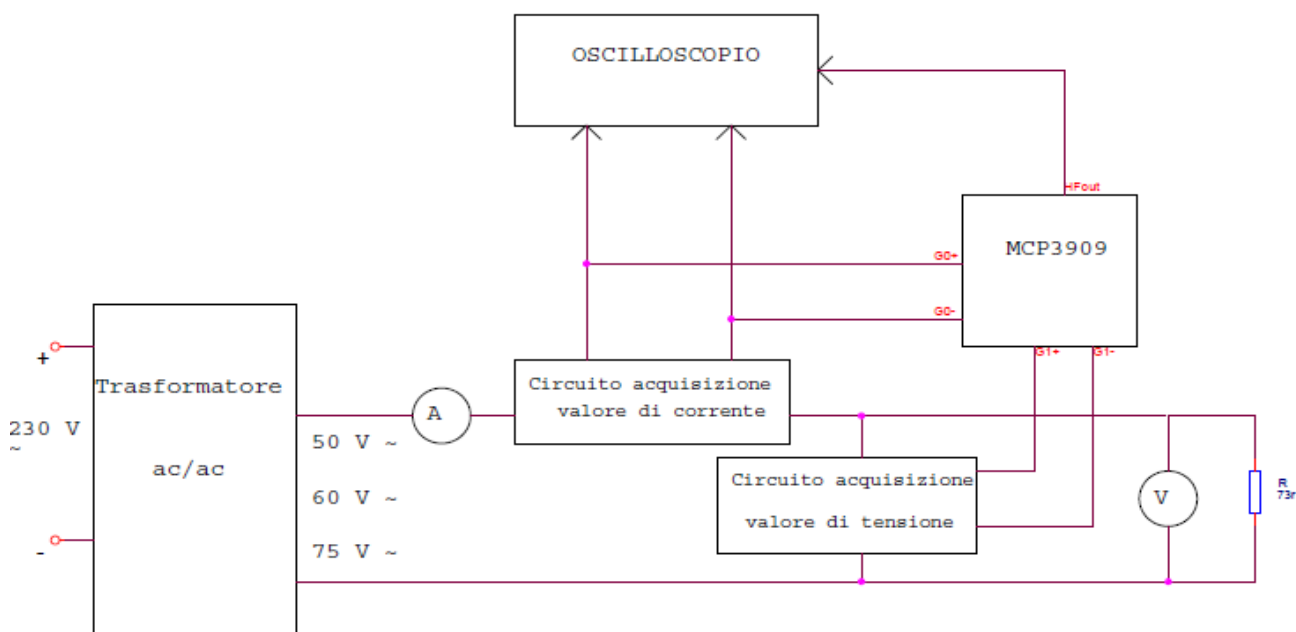 OSCILLOSCOPIO
HFout
MCP3909
G0+
G0-
G1+
G1-
+
230 V
~
-
Trasformatore
ac/ac
A
Circuito acquisizione
valore di corrente
50 V ~
60 V ~
75 V ~
Circuito acquisizione
valore di tensione
V
R